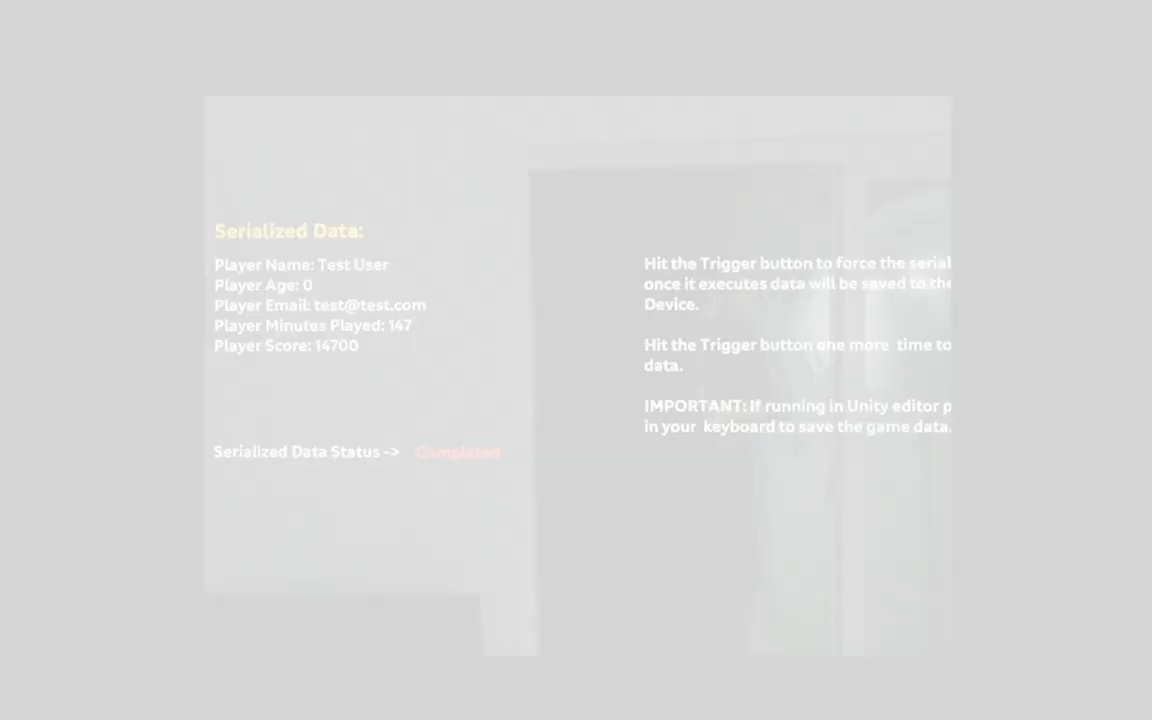 Serialized Data:
Player Name: Test User
Player Age: 0
Player Email: test@test.com
Player Minutes Played: 147
Player Score: 14700
Serialized Data Status -> Completed
Hit the Trigger button to force the serial
once it executes data will be saved to the
Device.
Hit the Trigger button one more time to
data.
IMPORTANT: If running in Unity editor p
in your keyboard to save the game data.